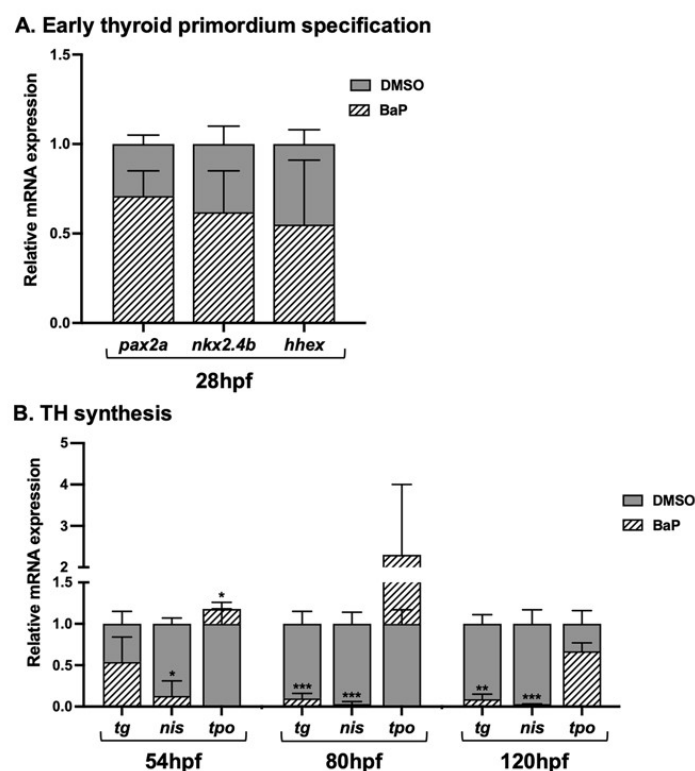 A. Early thyroid primordium specification
1.5
1.0
0.5
0.0
Relative mRNA expression
DMSO
BaP
pax2a nkx2.4b hhex
28hpf
B. TH synthesis
5
4
3
2
1.5
1.0
0.5
0.0
Relative mRNA expression
DMSO
BaP
*
*
***
***
**
***
tg nis tpo tg nis tpo tg nis tpo
54hpf 80hpf 120hpf